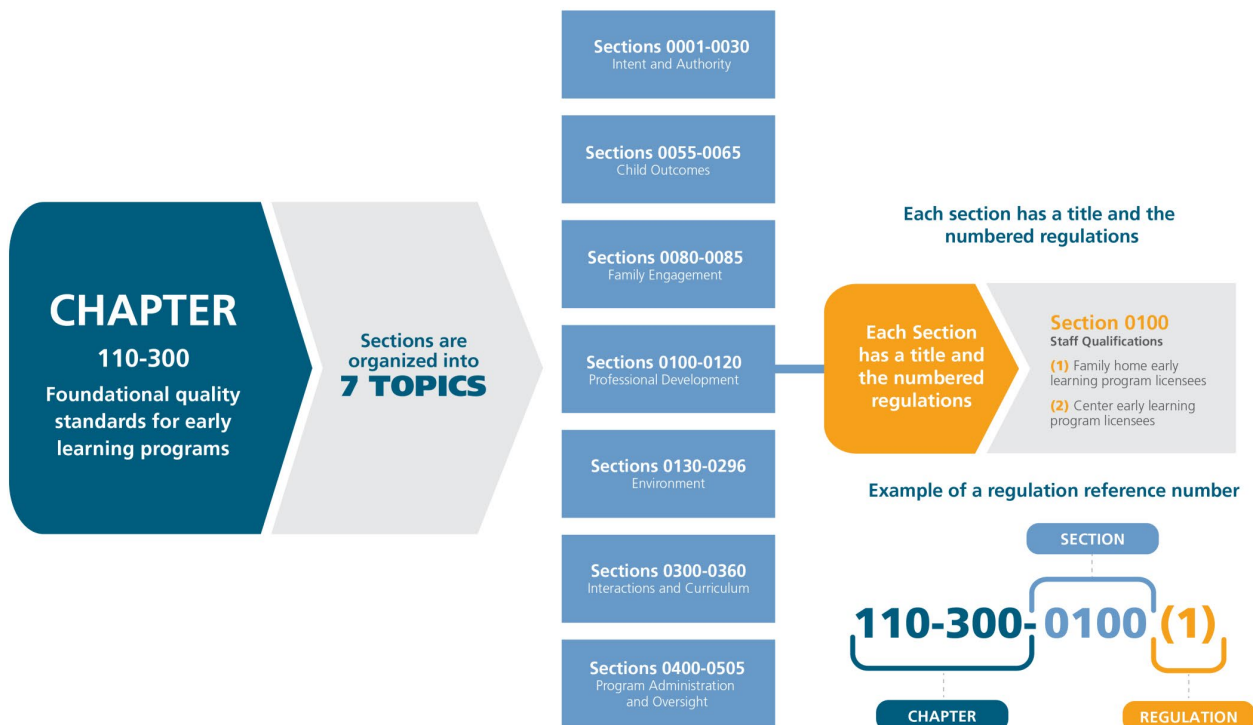 CHAPTER
110-300
Foundational quality
standards for early
learning programs
Sections are
organized into
7 TOPICS
Sections 0001-0030
Intent and Authority
Sections 0055-0065
Child Outcomes
Sections 0080-0085
Family Engagement
Sections 0100-0120
Professional Development
Sections 0130-0296
Environment
Sections 0300-0360
Interactions and Curriculum
Sections 0400-0505
Program Administration
and Oversight
Each section has a title and the
numbered regulations
Each Section
has a title and
the numbered
regulations
Section 0100
Staff Qualifications
(1) Family home early
learning program licensees
(2) Center early learning
program licensees
Example of a regulation reference number
SECTION
110-300-0100(1)
CHAPTER
REGULATION